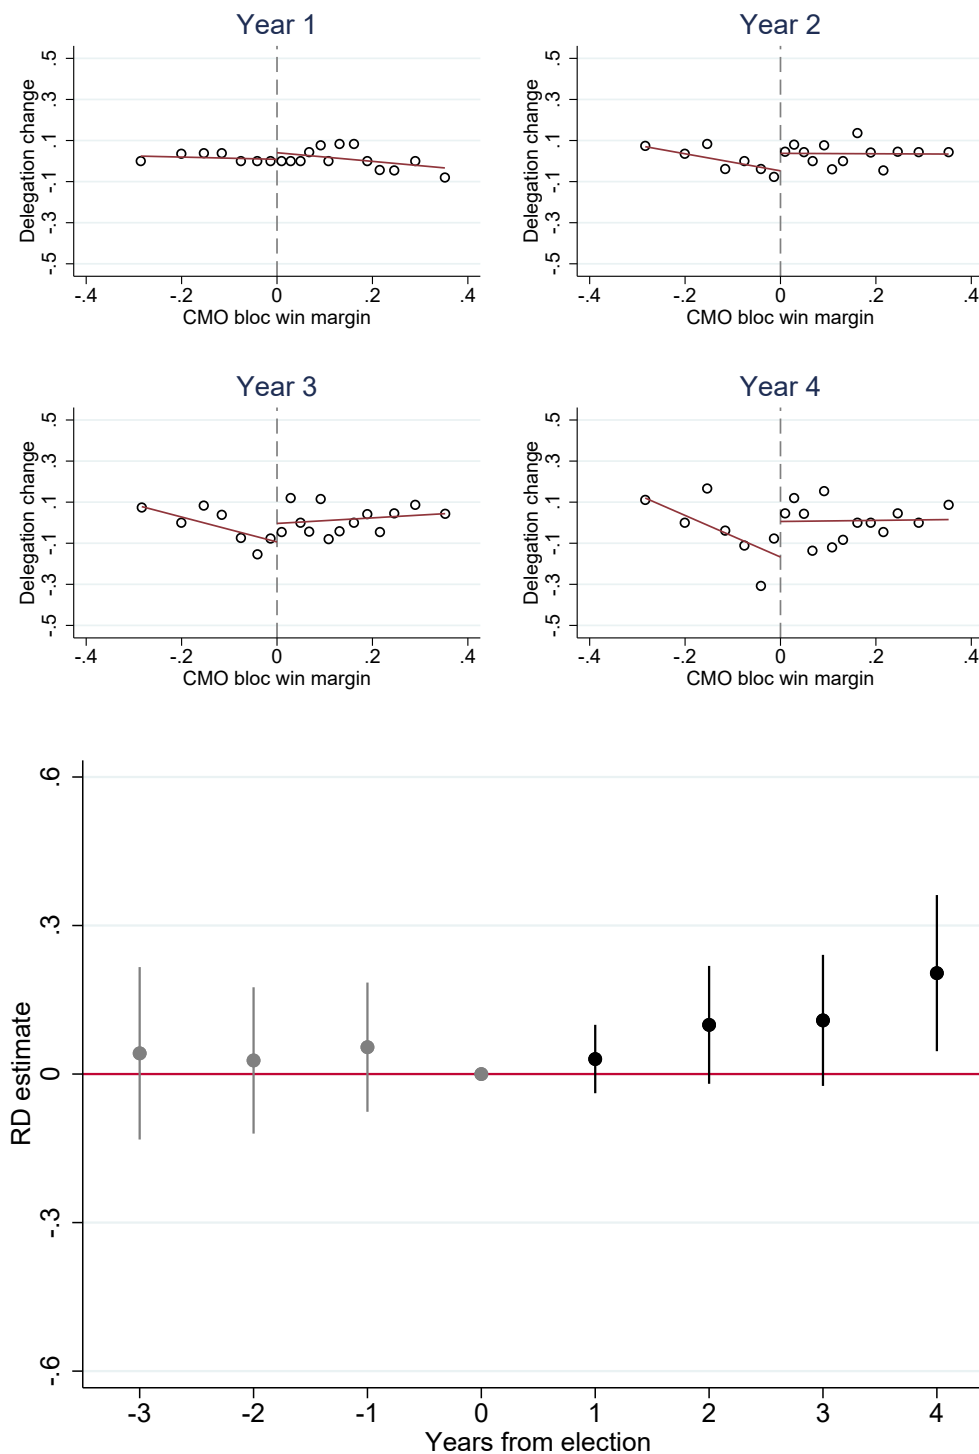 Year 1
Delegation change
.5
.3
.1
-.1
-.3
-.5
-.4 -.2 0 .2 .4
CMO bloc win margin
Year 2
Delegation change
.5
.3
.1
-.1
-.3
-.5
-.4 -.2 0 .2 .4
CMO bloc win margin
Year 3
Delegation change
.5
.3
.1
-.1
-.3
-.5
-.4 -.2 0 .2 .4
CMO bloc win margin
Year 4
Delegation change
.5
.3
.1
-.1
-.3
-.5
-.4 -.2 0 .2 .4
CMO bloc win margin
RD estimate
.6
.3
0
-.3
-.6
-3 -2 -1 0 1 2 3 4
Years from election